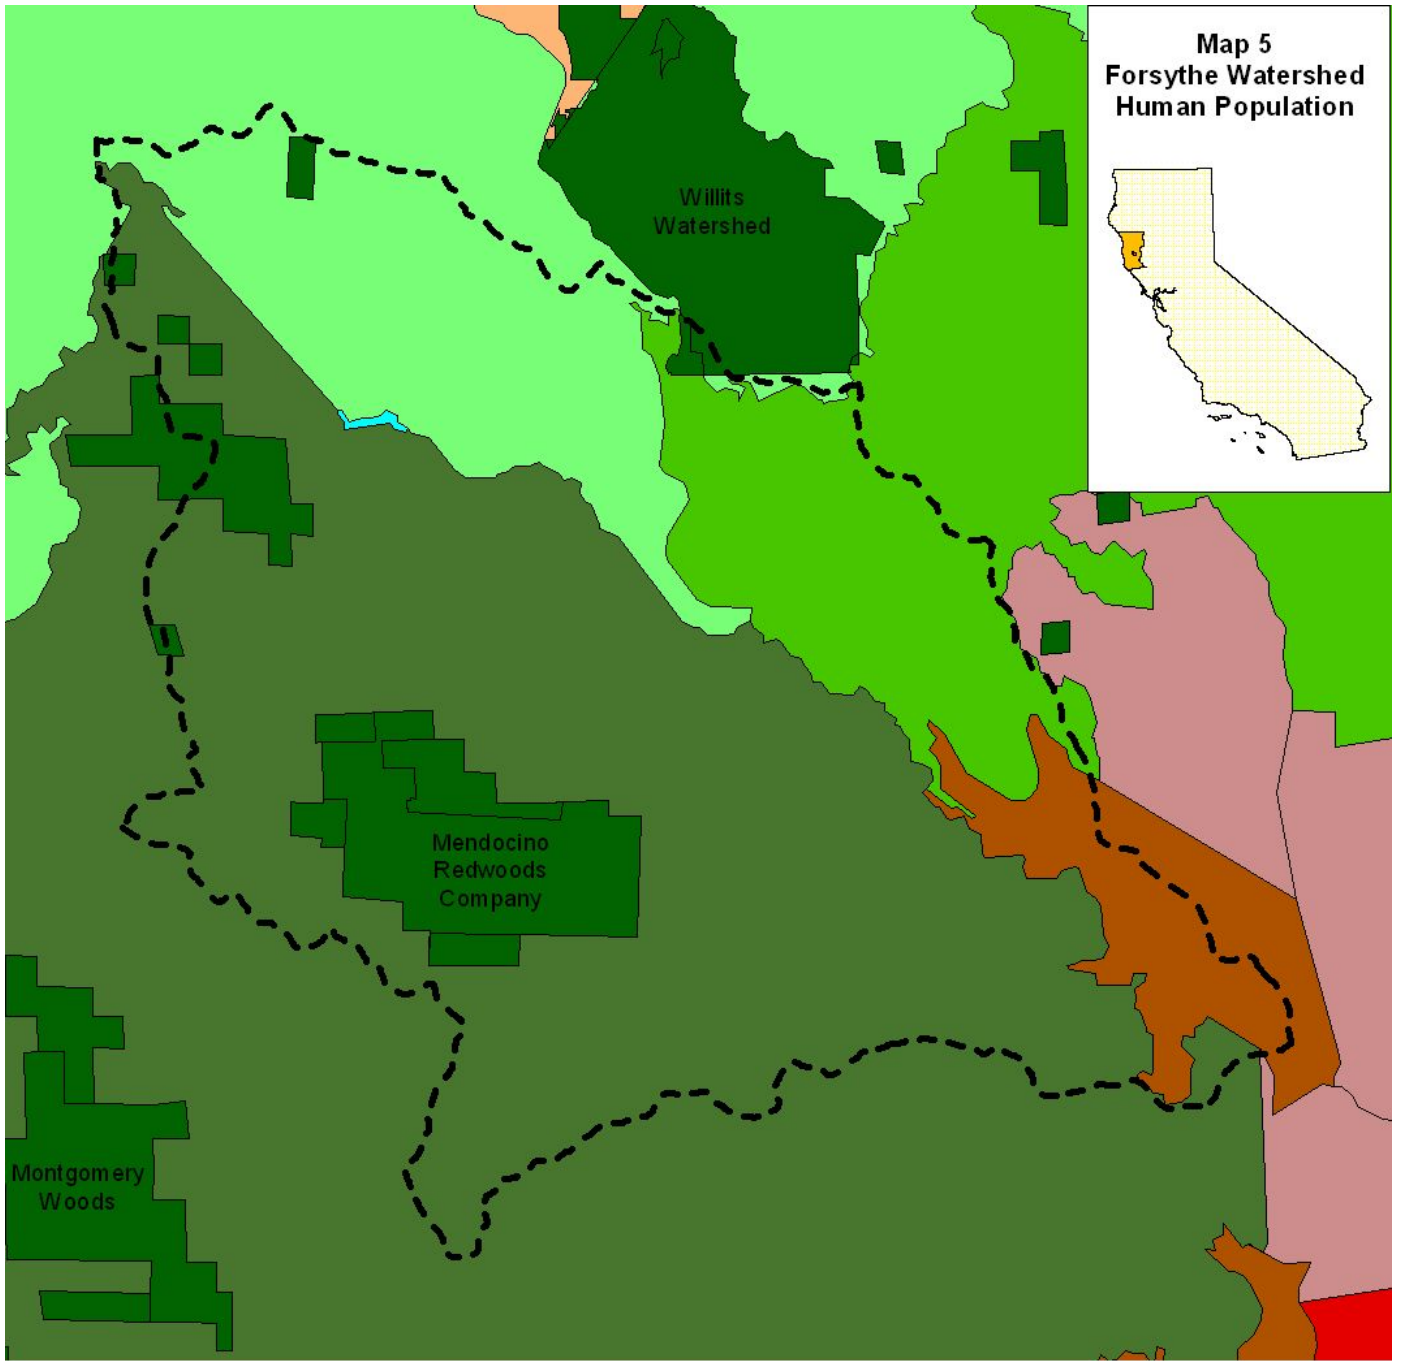 Map 5
Forsythe Watershed
Human Population
Willits
Watershed
Mendocino
Redwoods
Company
Montgomery
Woods